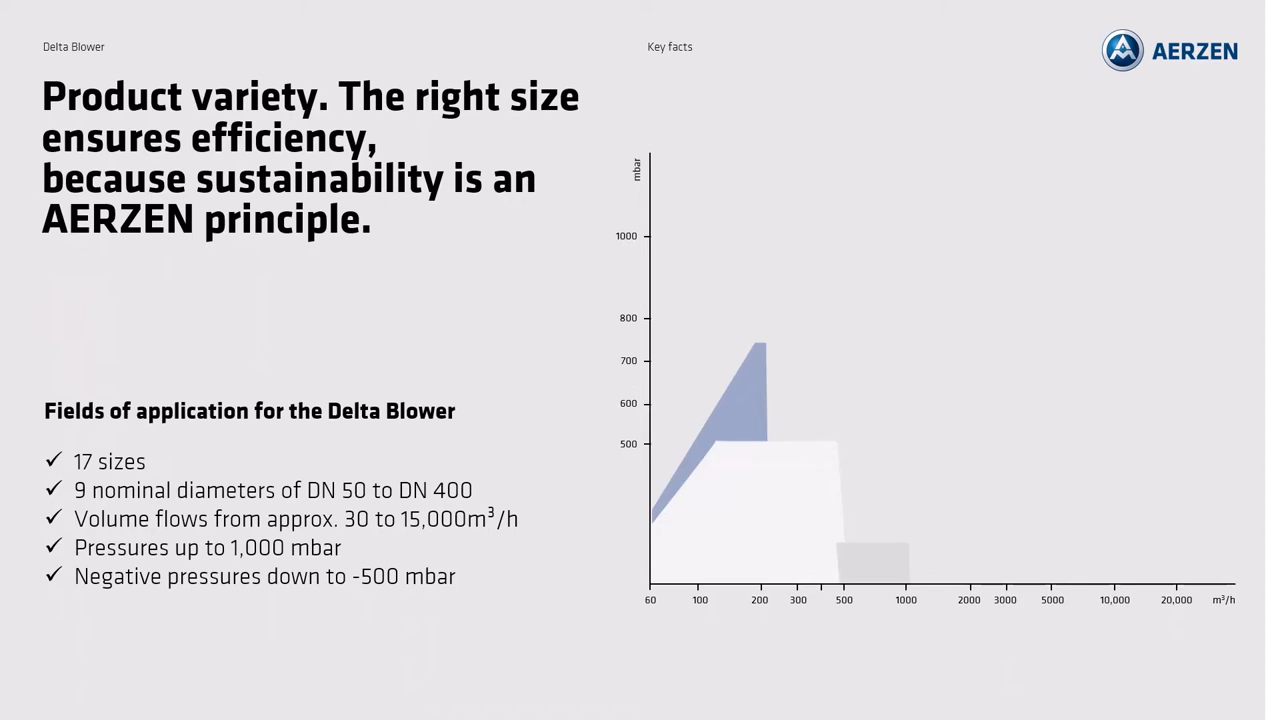 Delta Blower
Key facts
AERZEN
Product variety. The right size
ensures efficiency,
because sustainability is an
AERZEN principle.
Fields of application for the Delta Blower
✓ 17 sizes
✓ 9 nominal diameters of DN 50 to DN 400
✓ Volume flows from approx. 30 to 15,000m³/h
✓ Pressures up to 1,000 mbar
✓ Negative pressures down to -500 mbar
mbar
1000
800
700
600
500
60 100 200 300 500 1000 2000 3000 5000 10,000 20,000 m³/h